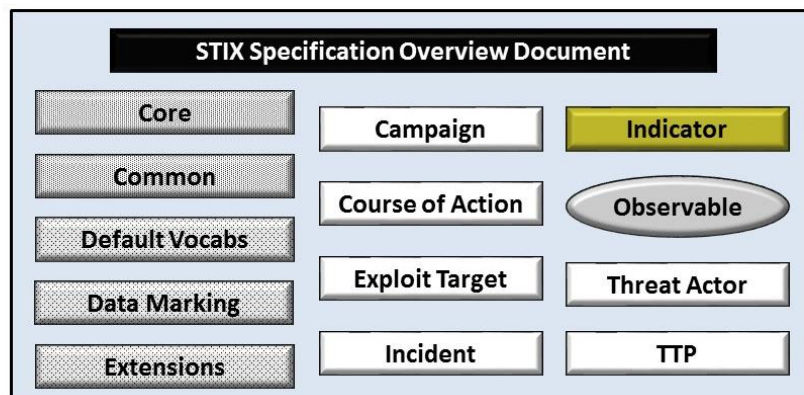 STIX Specification Overview Document
Core
Common
Default Vocabs
Data Marking
Extensions
Campaign
Course of Action
Exploit Target
Incident
Indicator
Observable
Threat Actor
TTP